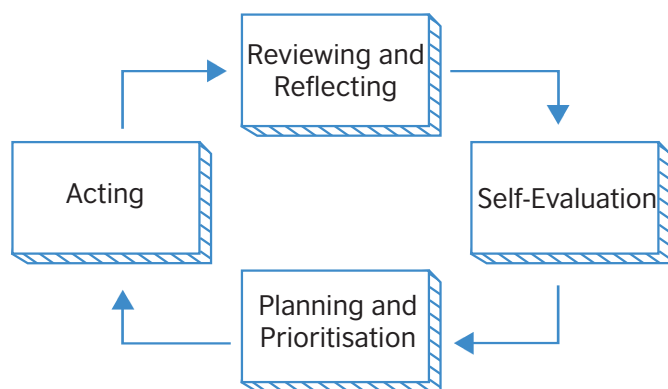 Reviewing and
Reflecting
Acting
Self-Evaluation
Planning and
Prioritisation